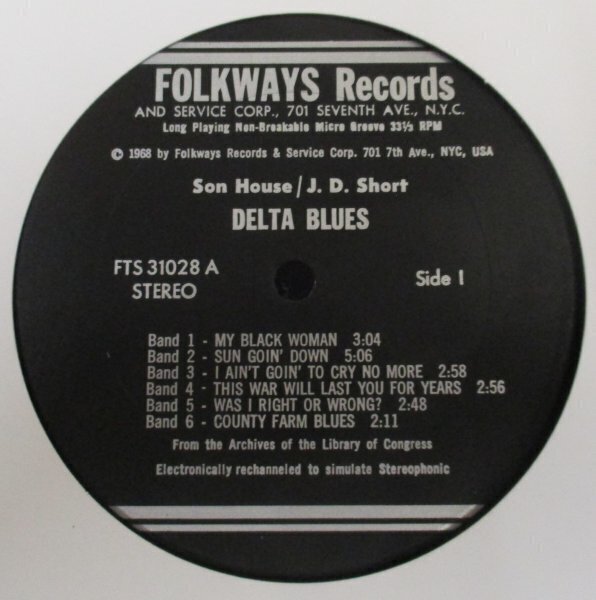 FOLKWAYS Records
AND SERVICE CORP., 701 SEVENTH AVE., N.Y.C.
Long Playing Non-Breakable Micro Groove 33⅓ RPM
© 1968 by Folkways Records & Service Corp. 701 7th Ave., NYC, USA
Son House/J. D. Short
DELTA BLUES
FTS 31028 A
STEREO
Side 1
Band 1 - MY BLACK WOMAN 3:04
Band 2 - SUN GOIN' DOWN 5:06
Band 3 - I AIN'T GOIN' TO CRY NO MORE 2:58
Band 4 - THIS WAR WILL LAST YOU FOR YEARS 2:56
Band 5 - WAS I RIGHT OR WRONG? 2:48
Band 6 - COUNTY FARM BLUES 2:11
From the Archives of the Library of Congress
Electronically rechanneled to simulate Stereophonic